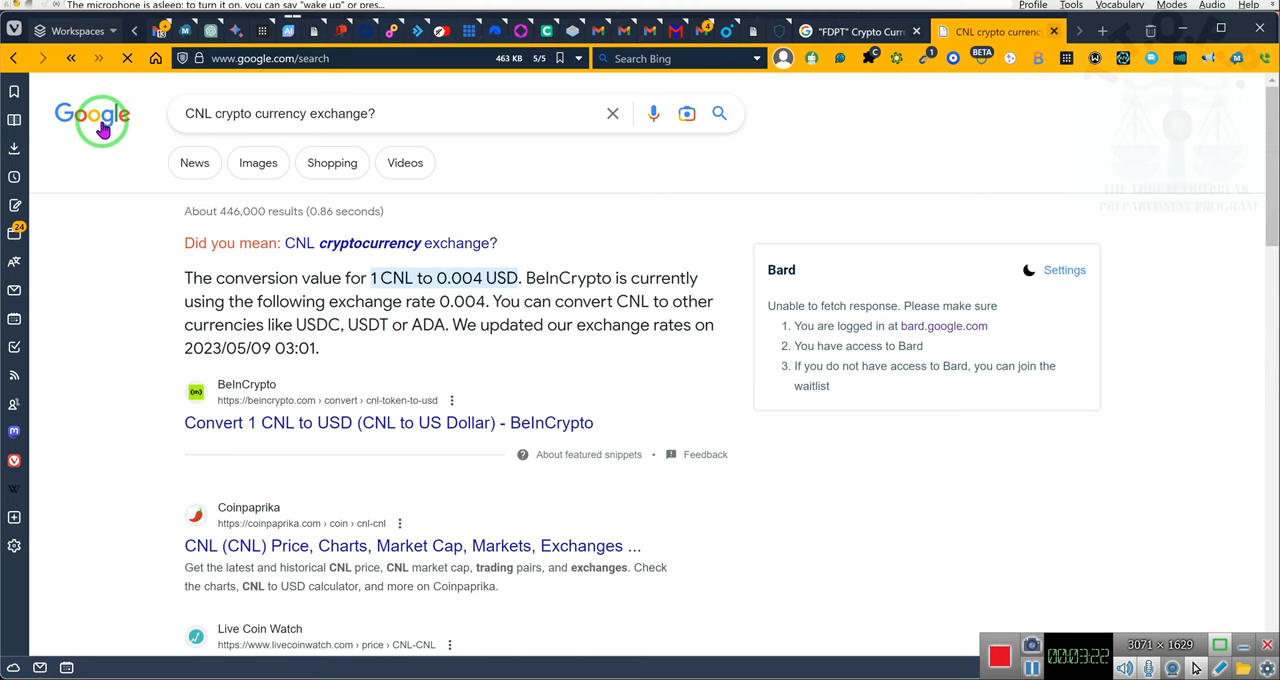 The microphone is asleep: to turn it on, you can say "wake up" or pres...
Profile Tools Vocabulary Modes Audio Help
Workspaces
13
4
"FDPT" Crypto Curr
CNL crypto currenc
www.google.com/search
463 KB 5/5
Search Bing
C
1
BETA
Google
CNL crypto currency exchange?
News Images Shopping Videos
THE THREAT OUTBREAK
PREPAREDNESS PROGRAM
About 446,000 results (0.86 seconds)
Did you mean: CNL cryptocurrency exchange?
The conversion value for 1 CNL to 0.004 USD. BeInCrypto is currently
using the following exchange rate 0.004. You can convert CNL to other
currencies like USDC, USDT or ADA. We updated our exchange rates on
2023/05/09 03:01.
Bard
Settings
Unable to fetch response. Please make sure
1. You are logged in at bard.google.com
2. You have access to Bard
3. If you do not have access to Bard, you can join the
waitlist
24
BeInCrypto
https://beincrypto.com › convert › cnl-token-to-usd
Convert 1 CNL to USD (CNL to US Dollar) - BeInCrypto
About featured snippets • Feedback
Coinpaprika
https://coinpaprika.com › coin › cnl-cnl
CNL (CNL) Price, Charts, Market Cap, Markets, Exchanges ...
Get the latest and historical CNL price, CNL market cap, trading pairs, and exchanges. Check
the charts, CNL to USD calculator, and more on Coinpaprika.
Live Coin Watch
https://www.livecoinwatch.com › price › CNL-CNL
00:03:22
3071 × 1629